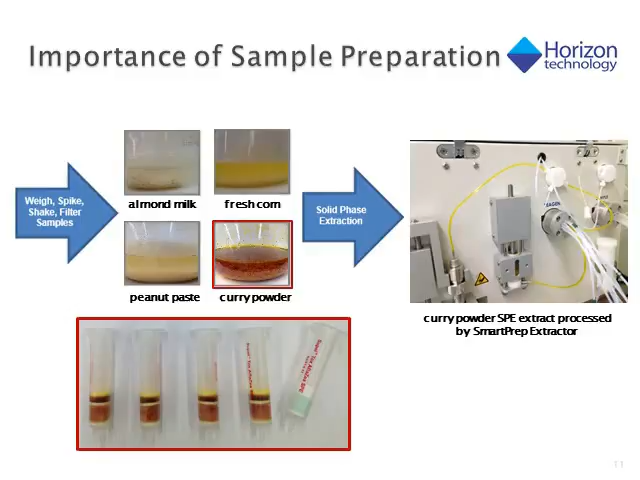 Importance of Sample Preparation
Horizon
technology
Weigh, Spike,
Shake, Filter
Samples
almond milk
fresh corn
Solid Phase
Extraction
peanut paste
curry powder
curry powder SPE extract processed
by SmartPrep Extractor
11